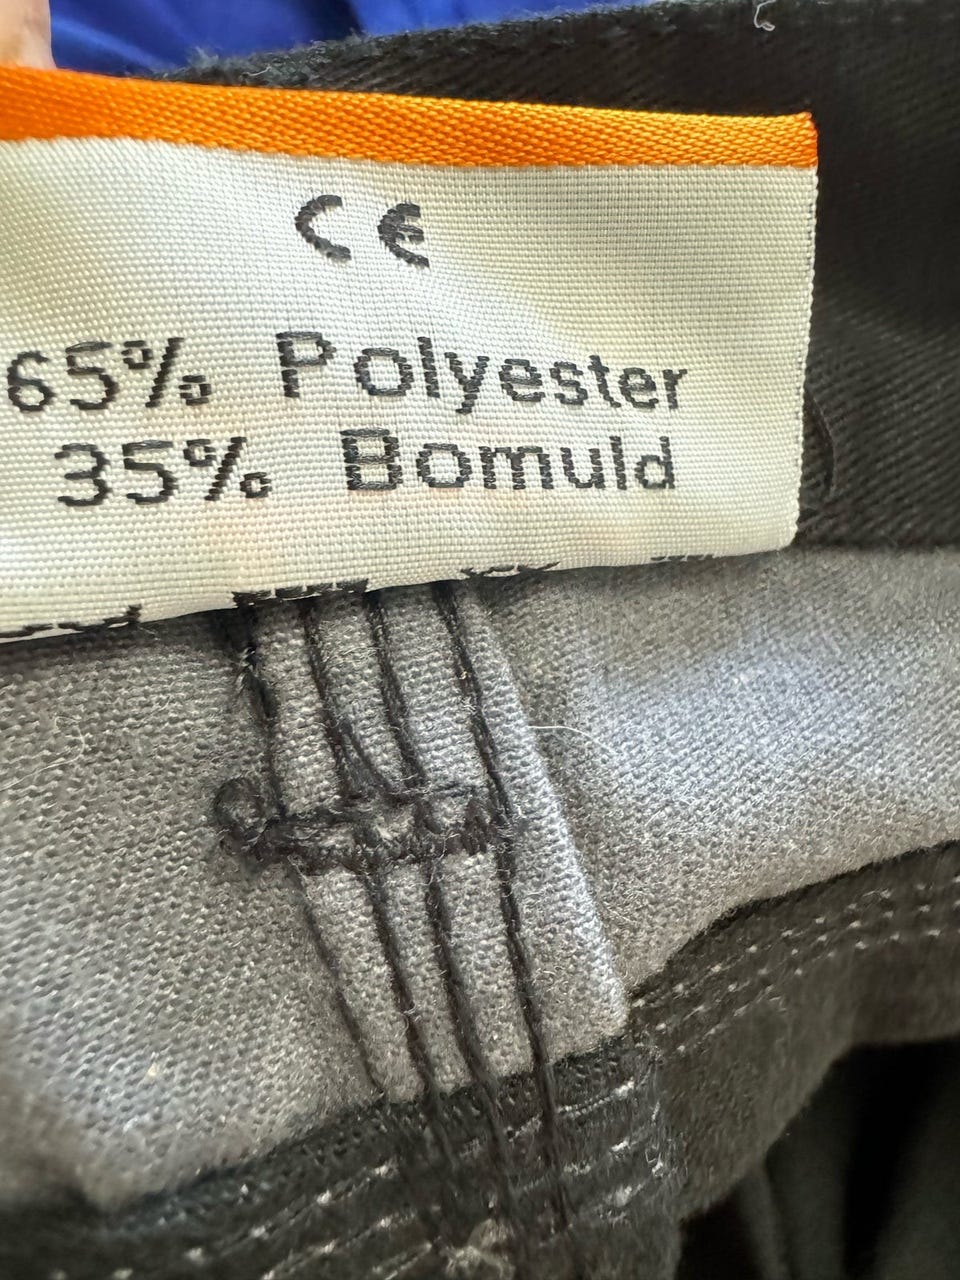 CE
65% Polyester
35% Bomuld